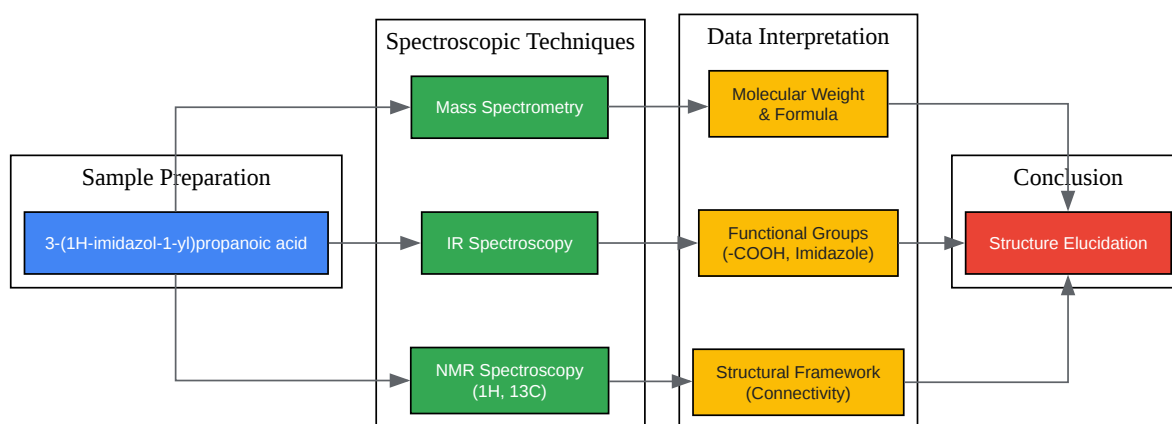 Spectroscopic Techniques
Data Interpretation
Mass Spectrometry
Molecular Weight
& Formula
Sample Preparation
Conclusion
3-(1H-imidazol-1-yl)propanoic acid
IR Spectroscopy
Functional Groups
(-COOH, Imidazole)
Structure Elucidation
NMR Spectroscopy
(1H, 13C)
Structural Framework
(Connectivity)